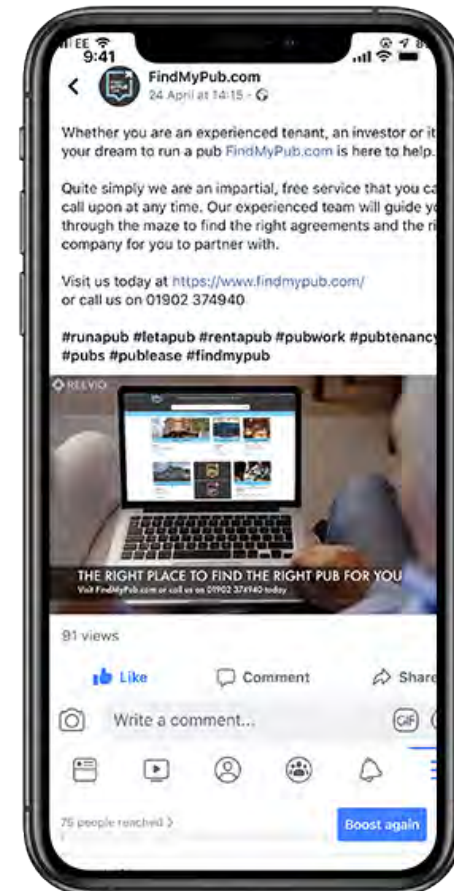 EE
9:41
FindMyPub.com
24 April at 14:15 ·
Whether you are an experienced tenant, an investor or it
your dream to run a pub FindMyPub.com is here to help.
Quite simply we are an impartial, free service that you ca
call upon at any time. Our experienced team will guide yo
through the maze to find the right agreements and the ri
company for you to partner with.
Visit us today at https://www.findmypub.com/
or call us on 01902 374940
#runapub #letapub #rentapub #pubwork #pubtenancy
#pubs #publease #findmypub
REEVIO
THE RIGHT PLACE TO FIND THE RIGHT PUB FOR YOU
Visit FindMyPub.com or call us on 01902 374940 today
91 views
Like
Comment
Share
Write a comment...
GIF
75 people reached >
Boost again